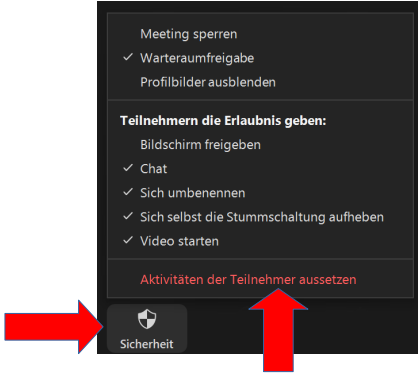 Meeting sperren
Warteraumfreigabe
Profilbilder ausblenden
Teilnehmern die Erlaubnis geben:
Bildschirm freigeben
Chat
Sich umbenennen
Sich selbst die Stummschaltung aufheben
Video starten
Aktivitäten der Teilnehmer aussetzen
Sicherheit